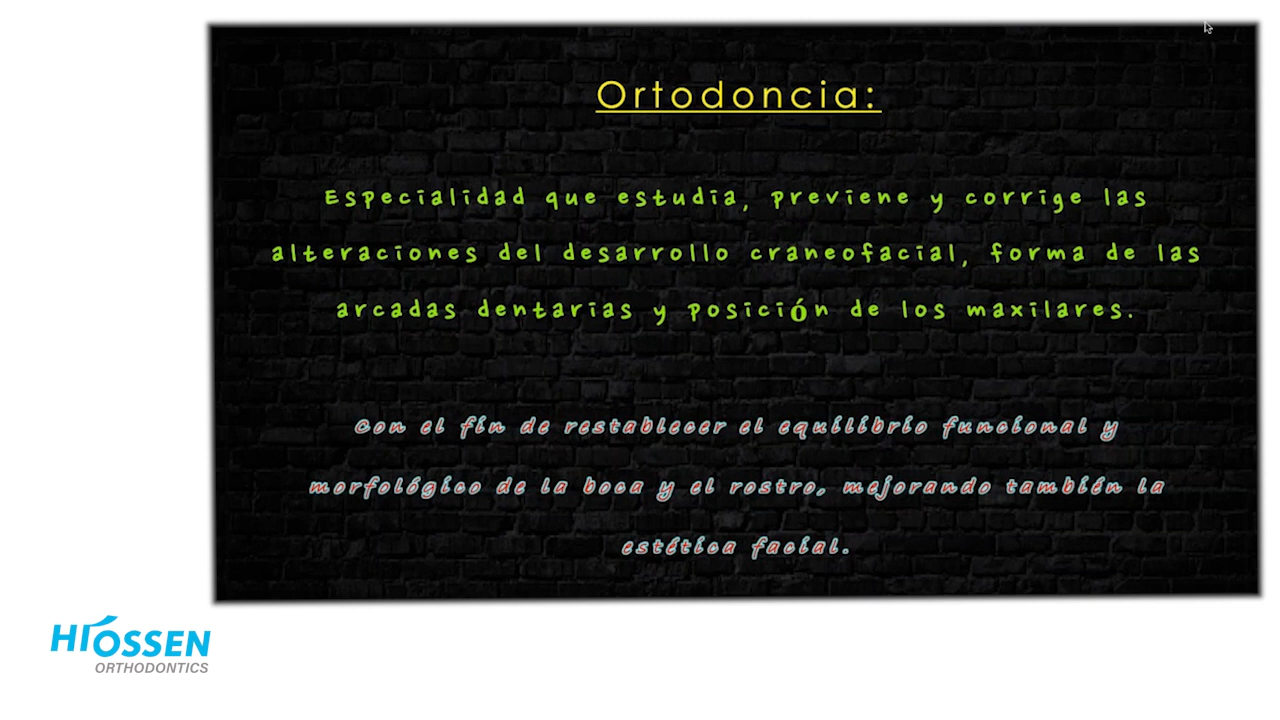 Ortodoncia:
Especialidad que estudia, previene y corrige las
alteraciones del desarrollo craneofacial, forma de las
arcadas dentarias y posición de los maxilares.
Con el fin de restablecer el equilibrio funcional y
morfológico de la boca y el rostro, mejorando también la
estética facial.
HIOSSEN
ORTHODONTICS